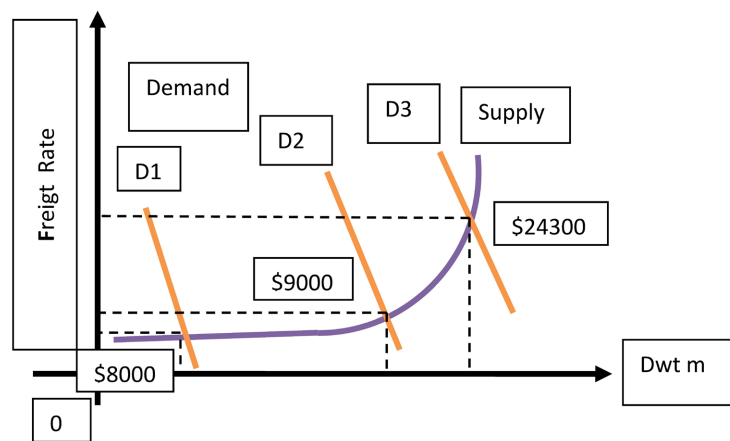 Demand
D3
Supply
D2
D1
Freigt Rate
$24300
$9000
$8000
Dwt m
0